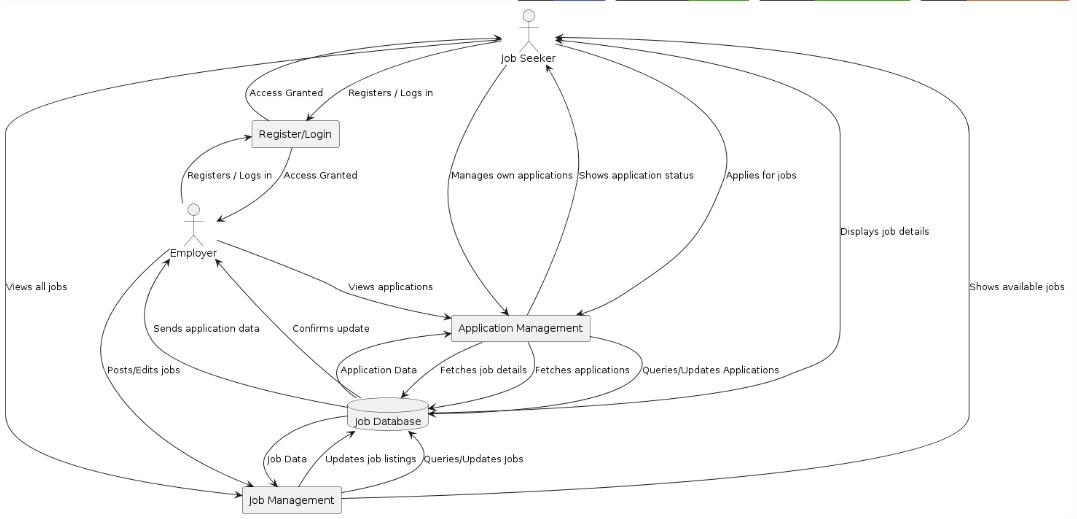 Job Seeker
Access Granted
Registers / Logs in
Register/Login
Registers / Logs in
Access Granted
Manages own applications
Shows application status
Applies for jobs
Displays job details
Employer
Views all jobs
Views applications
Shows available jobs
Sends application data
Confirms update
Application Management
Posts/Edits jobs
Application Data
Fetches job details
Fetches applications
Queries/Updates Applications
Job Database
Job Data
Updates job listings
Queries/Updates Jobs
Job Management